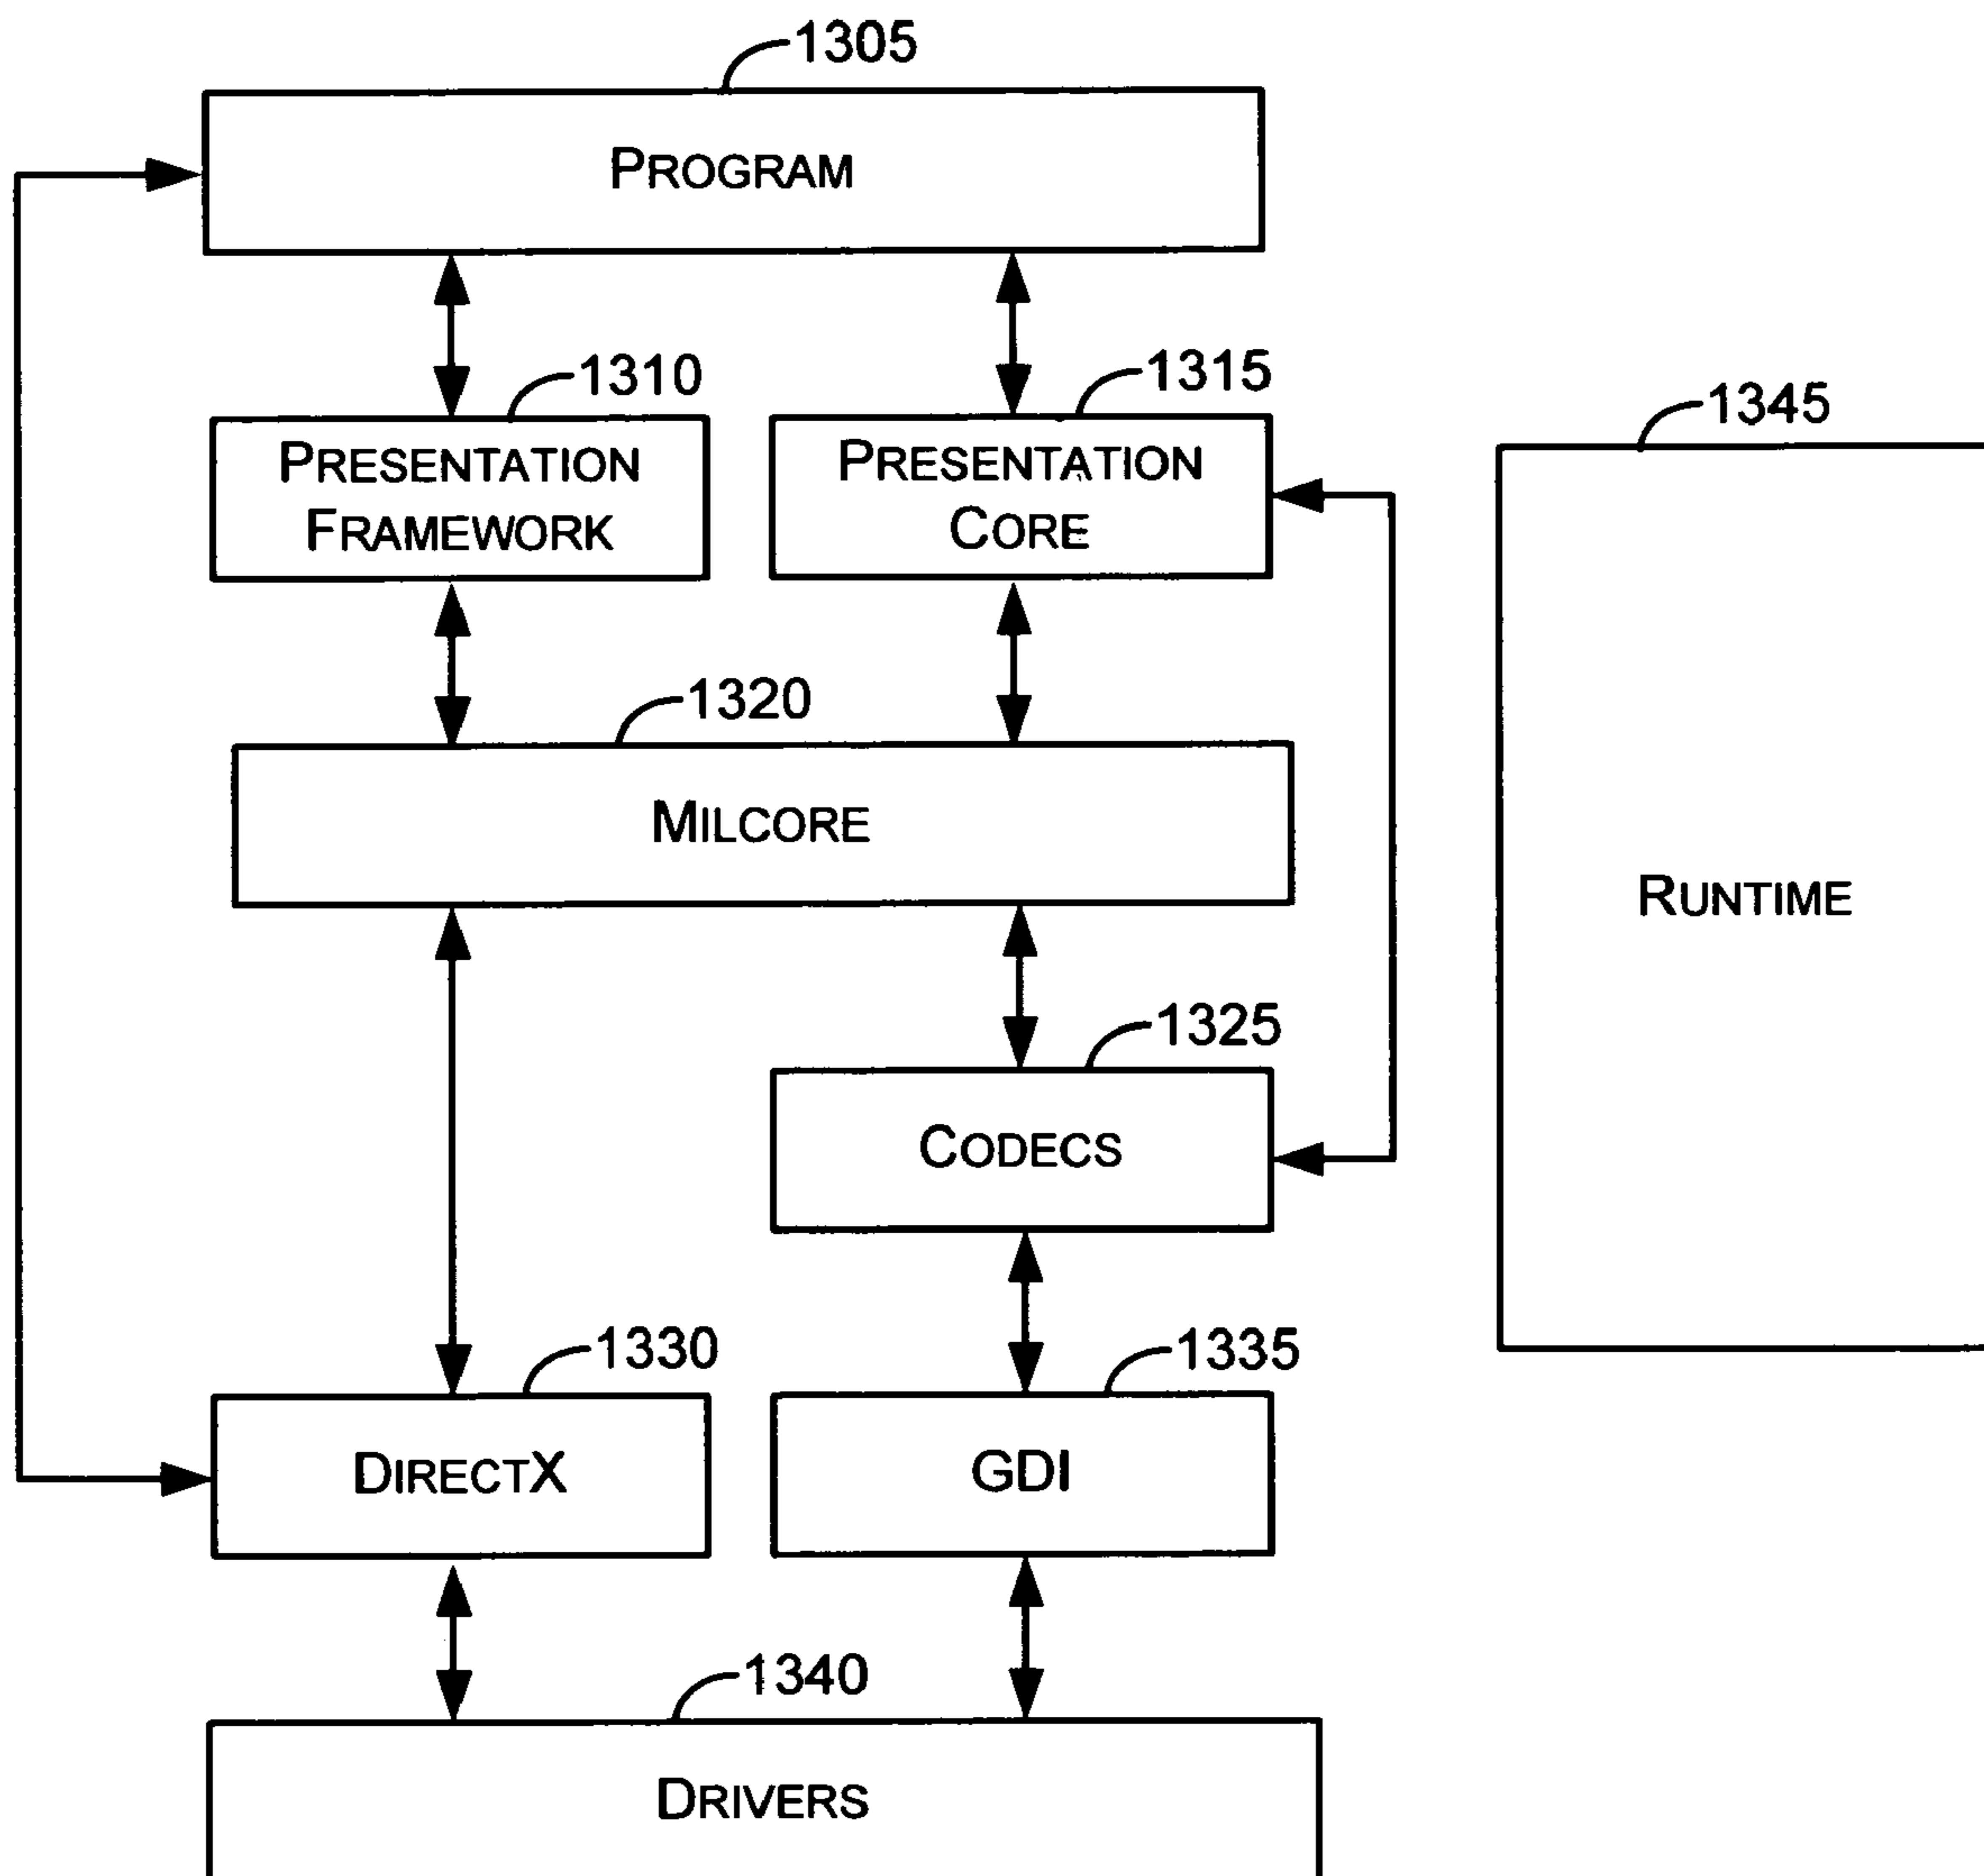 1305
PROGRAM
1310
1315
PRESENTATION
FRAMEWORK
PRESENTATION
CORE
1345
1320
MILCORE
RUNTIME
1325
CODECS
1330
1335
DIRECTX
GDI
1340
DRIVERS